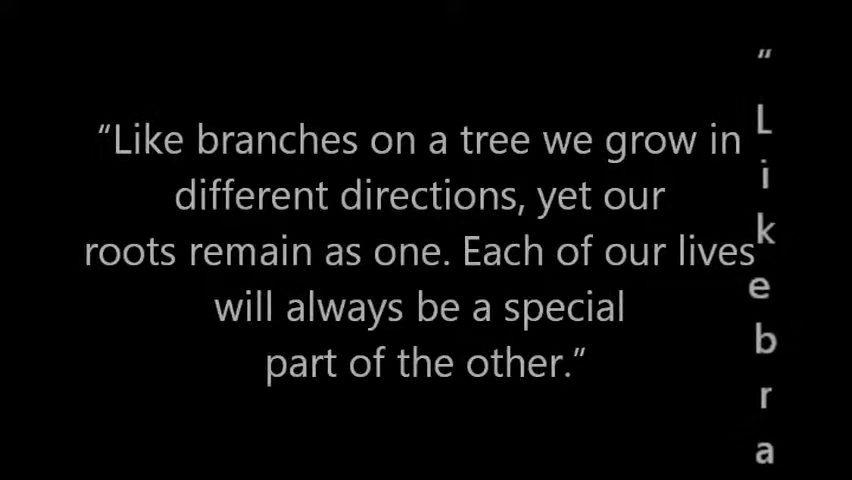 “Like branches on a tree we grow in
different directions, yet our
roots remain as one. Each of our lives
will always be a special
part of the other.”
“
L
i
k
e
b
r
a